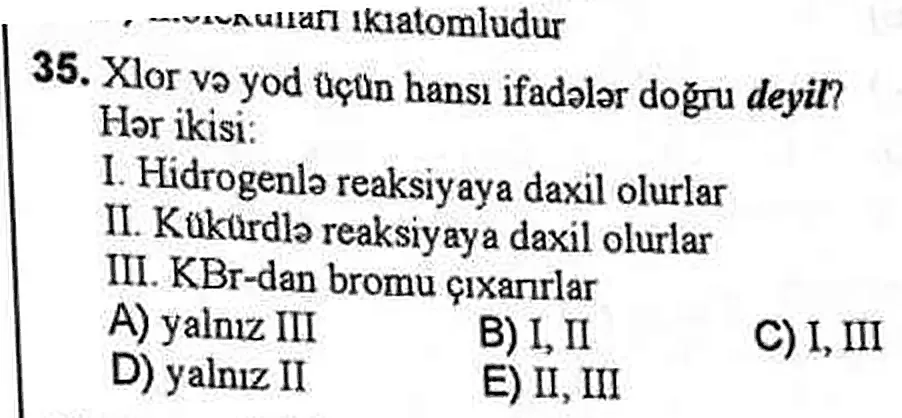 ikiatomludur
35. Xlor və yod üçün hansı ifadələr doğru deyil?
Hər ikisi:
I. Hidrogenlə reaksiyaya daxil olurlar
II. Kükürdlə reaksiyaya daxil olurlar
III. KBr-dan bromu çıxarırlar
A) yalnız III B) I, II C) I, III
D) yalnız II E) II, III